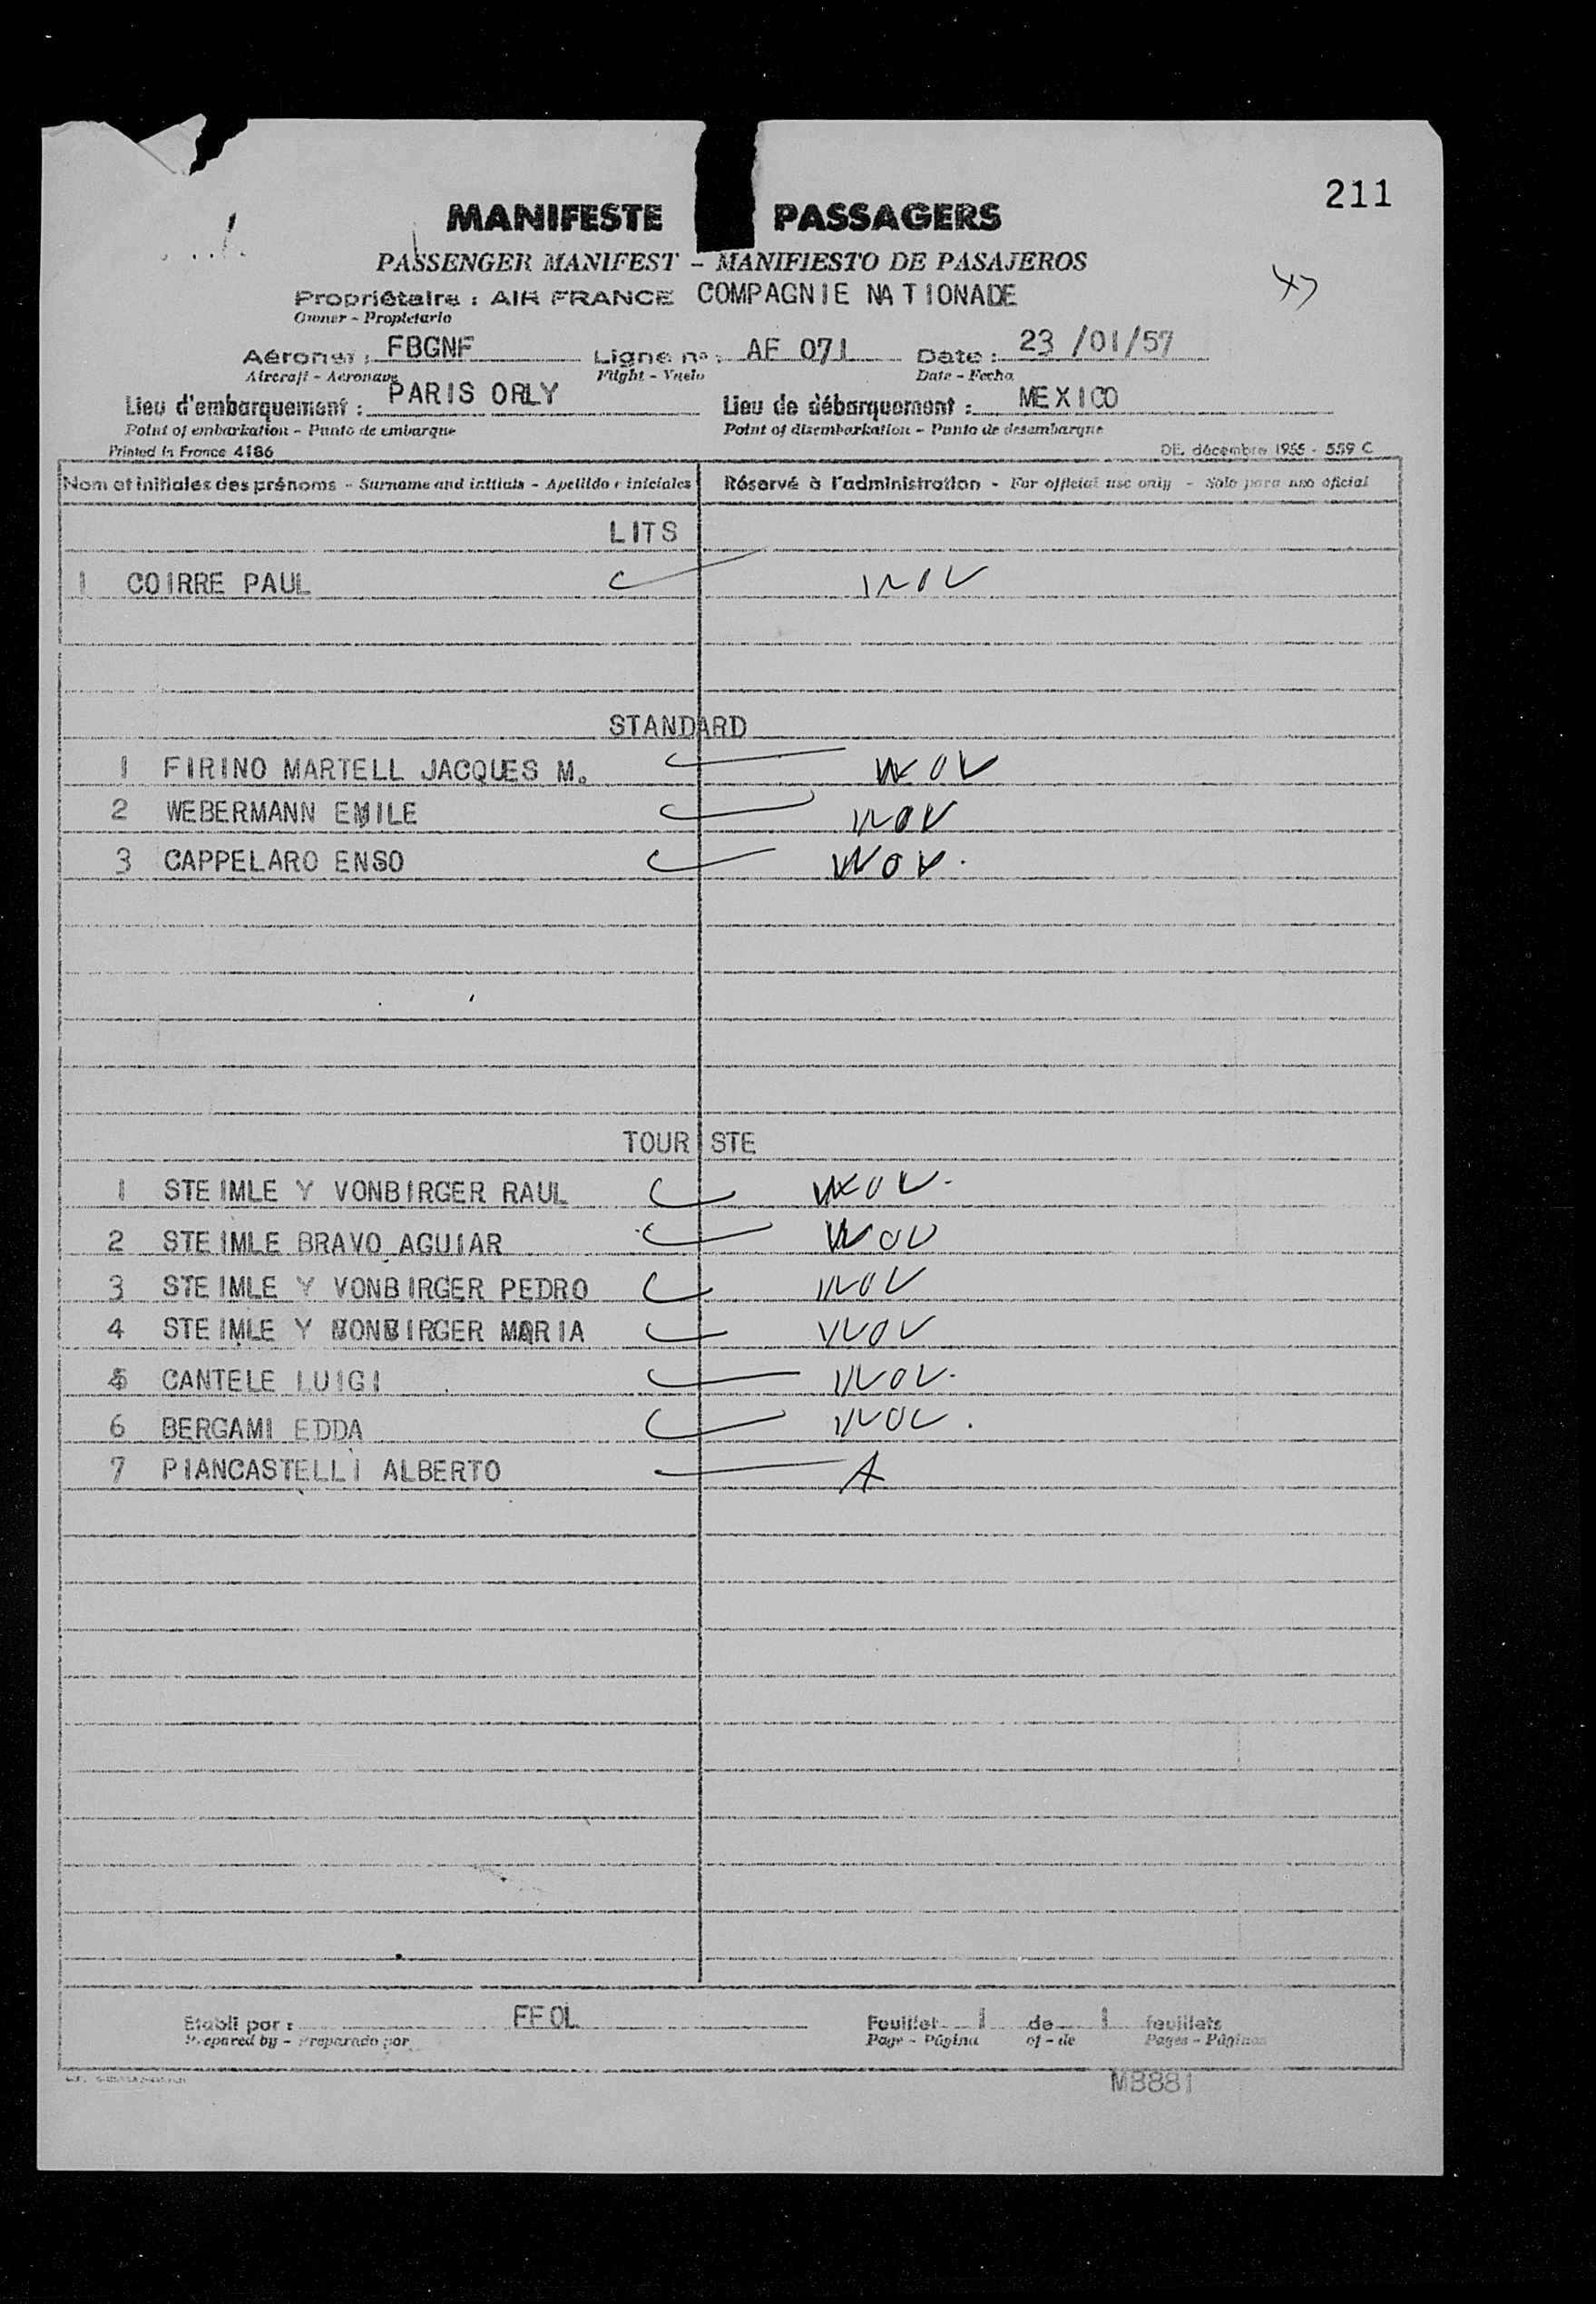 211
MANIFESTE PASSAGERS
PASSENGER MANIFEST - MANIFIESTO DE PASAJEROS
Propriétaire : AIR FRANCE COMPAGNIE NATIONADE
Owner - Propietario
Aéronef : FBGNF Ligne n° : AF 071 Date : 23 /01/57
Aircraft - Aeronave Flight - Vuelo Date - Fecha
Lieu d'embarquement : PARIS ORLY Lieu de débarquement : MEXICO
Point of embarkation - Punto de embarque Point of disembarkation - Punto de desembarque
Printed in France 4186 DE. décembre 1955 - 559 C
Nom et initiales des prénoms - Surname and initials - Apellido e iniciales Réservé à l'administration - For official use only - Solo para uso oficial
LITS
1 COIRRE PAUL
STANDARD
1 FIRINO MARTELL JACQUES M.
2 WEBERMANN EMILE
3 CAPPELARO ENSO
TOURISTE
1 STEIMLE Y VONBIRGER RAUL
2 STEIMLE BRAVO AGUIAR
3 STEIMLE Y VONBIRGER PEDRO
4 STEIMLE Y VONBIRGER MARIA
5 CANTELE LUIGI
6 BERGAMI EDDA
7 PIANCASTELLI ALBERTO A
Etabli par : FFOL Feuillet 1 de 1 feuillets
Prepared by - Preparado por Page - Página of - de Pages - Páginas
M8881